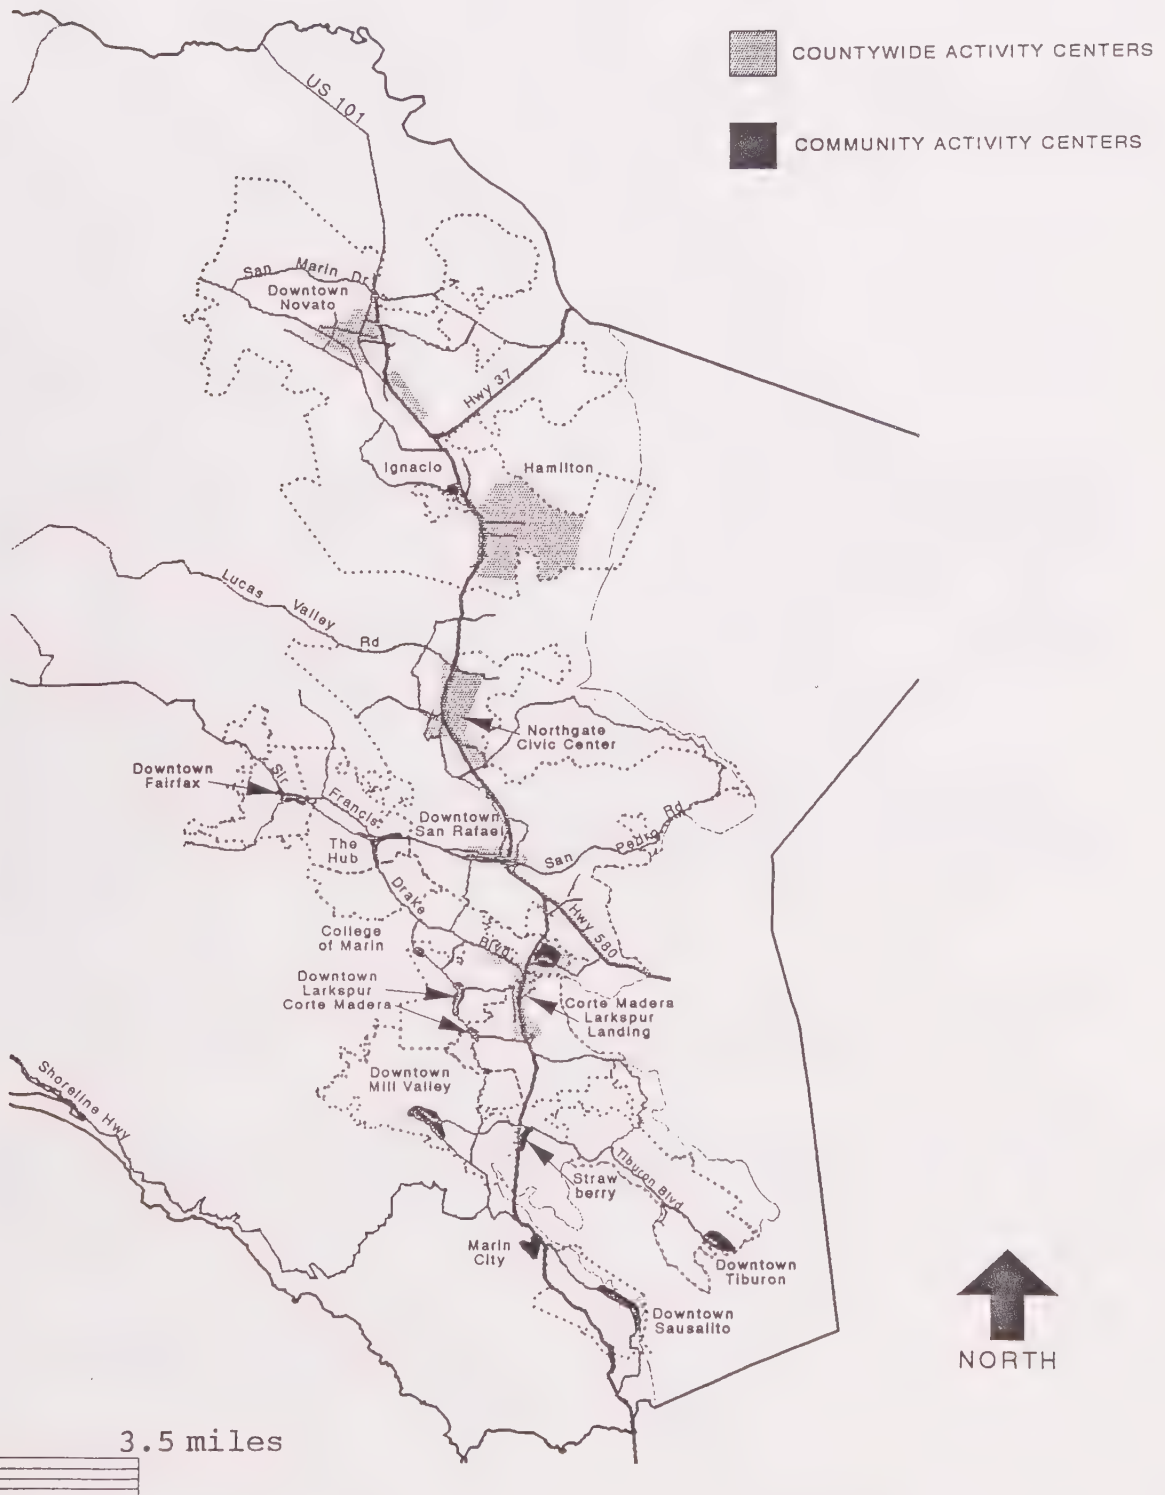 COUNTYWIDE ACTIVITY CENTERS
COMMUNITY ACTIVITY CENTERS
US 101
San Marin Dr
Downtown
Novato
Hwy 37
Ignacio
Hamilton
Lucas Valley Rd
Northgate
Civic Center
Downtown
Fairfax
Sir Francis
Downtown
San Rafael
San Pedro Rd
The
Hub
Drake
Hwy 580
College
of Marin
Blvd
Downtown
Larkspur
Corte Madera
Corte Madera
Larkspur
Landing
Shoreline Hwy
Downtown
Mill Valley
Straw
berry
Tiburon Blvd
Marin
City
Downtown
Tiburon
Downtown
Sausalito
NORTH
3.5 miles